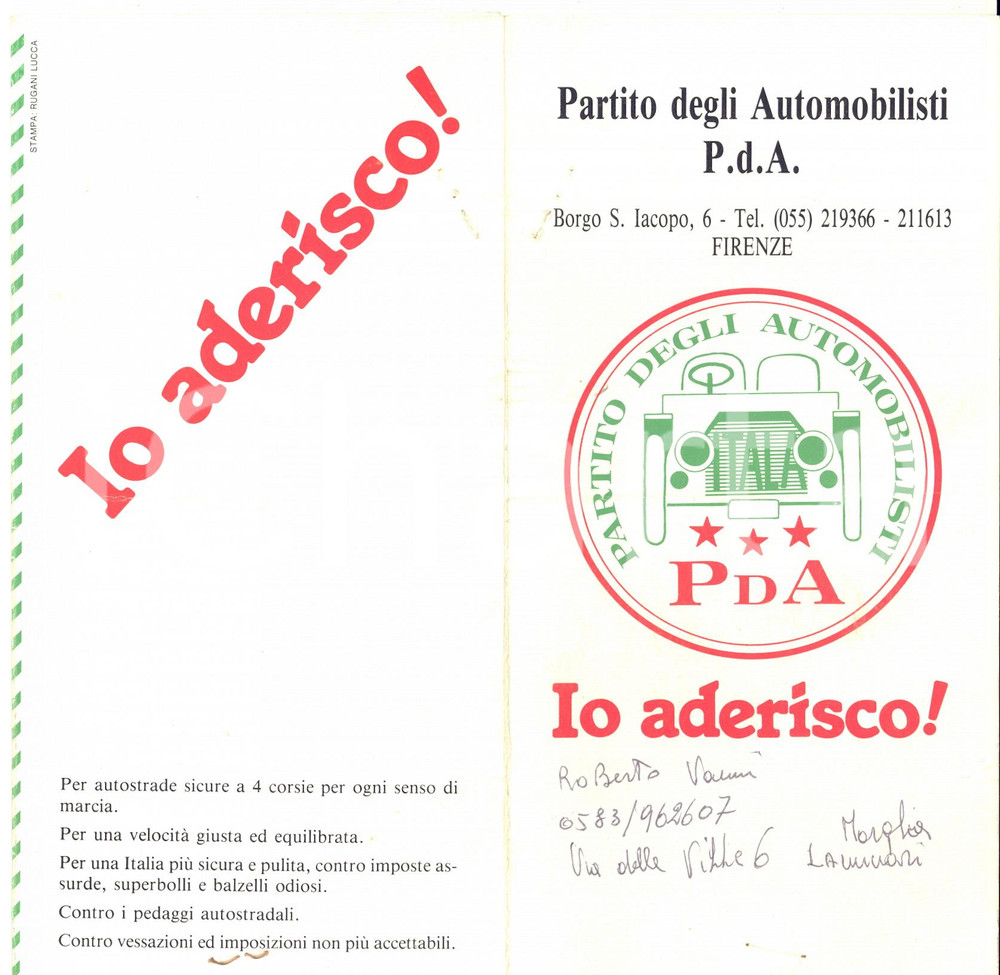 STAMPA: RUGANI LUCCA
Io aderisco!
Per autostrade sicure a 4 corsie per ogni senso di
marcia.
Per una velocità giusta ed equilibrata.
Per una Italia più sicura e pulita, contro imposte as-
surde, superbolli e balzelli odiosi.
Contro i pedaggi autostradali.
Contro vessazioni ed imposizioni non più accettabili.
Partito degli Automobilisti
P.d.A.
Borgo S. Iacopo, 6 - Tel. (055) 219366 - 211613
FIRENZE
PARTITO DEGLI AUTOMOBILISTI
ITALA
PDA
Io aderisco!
Roberto Vanni
0583/962607
Via delle Ville 6
Lammari